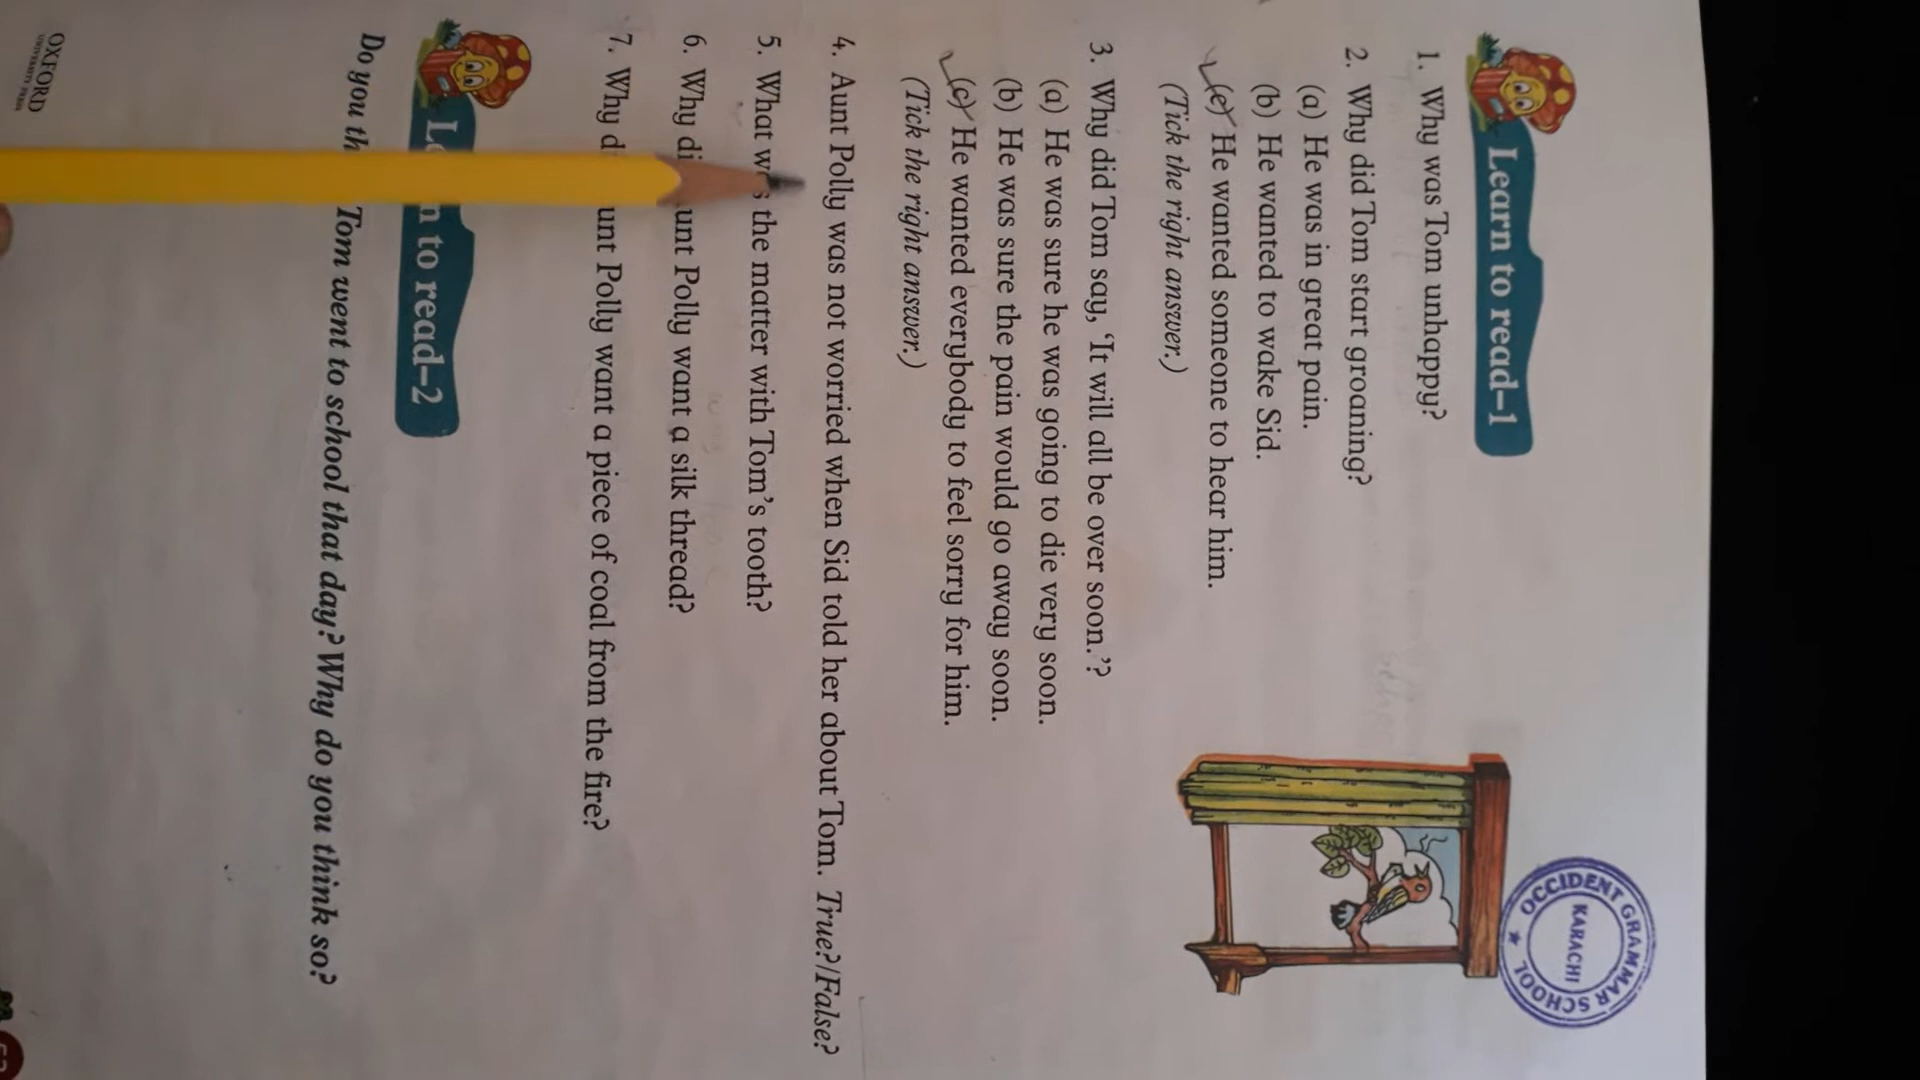 Learn to read–1
1. Why was Tom unhappy?
2. Why did Tom start groaning?
(a) He was in great pain.
(b) He wanted to wake Sid.
(c) He wanted someone to hear him.
(Tick the right answer.)
3. Why did Tom say, ‘It will all be over soon.’?
(a) He was sure he was going to die very soon.
(b) He was sure the pain would go away soon.
(c) He wanted everybody to feel sorry for him.
(Tick the right answer.)
4. Aunt Polly was not worried when Sid told her about Tom. True?/False?
5. What was the matter with Tom’s tooth?
6. Why di unt Polly want a silk thread?
7. Why d unt Polly want a piece of coal from the fire?
Le n to read–2
Do you th Tom went to school that day? Why do you think so?
OXFORD
UNIVERSITY PRESS
OCCIDENT GRAMMAR SCHOOL
KARACHI